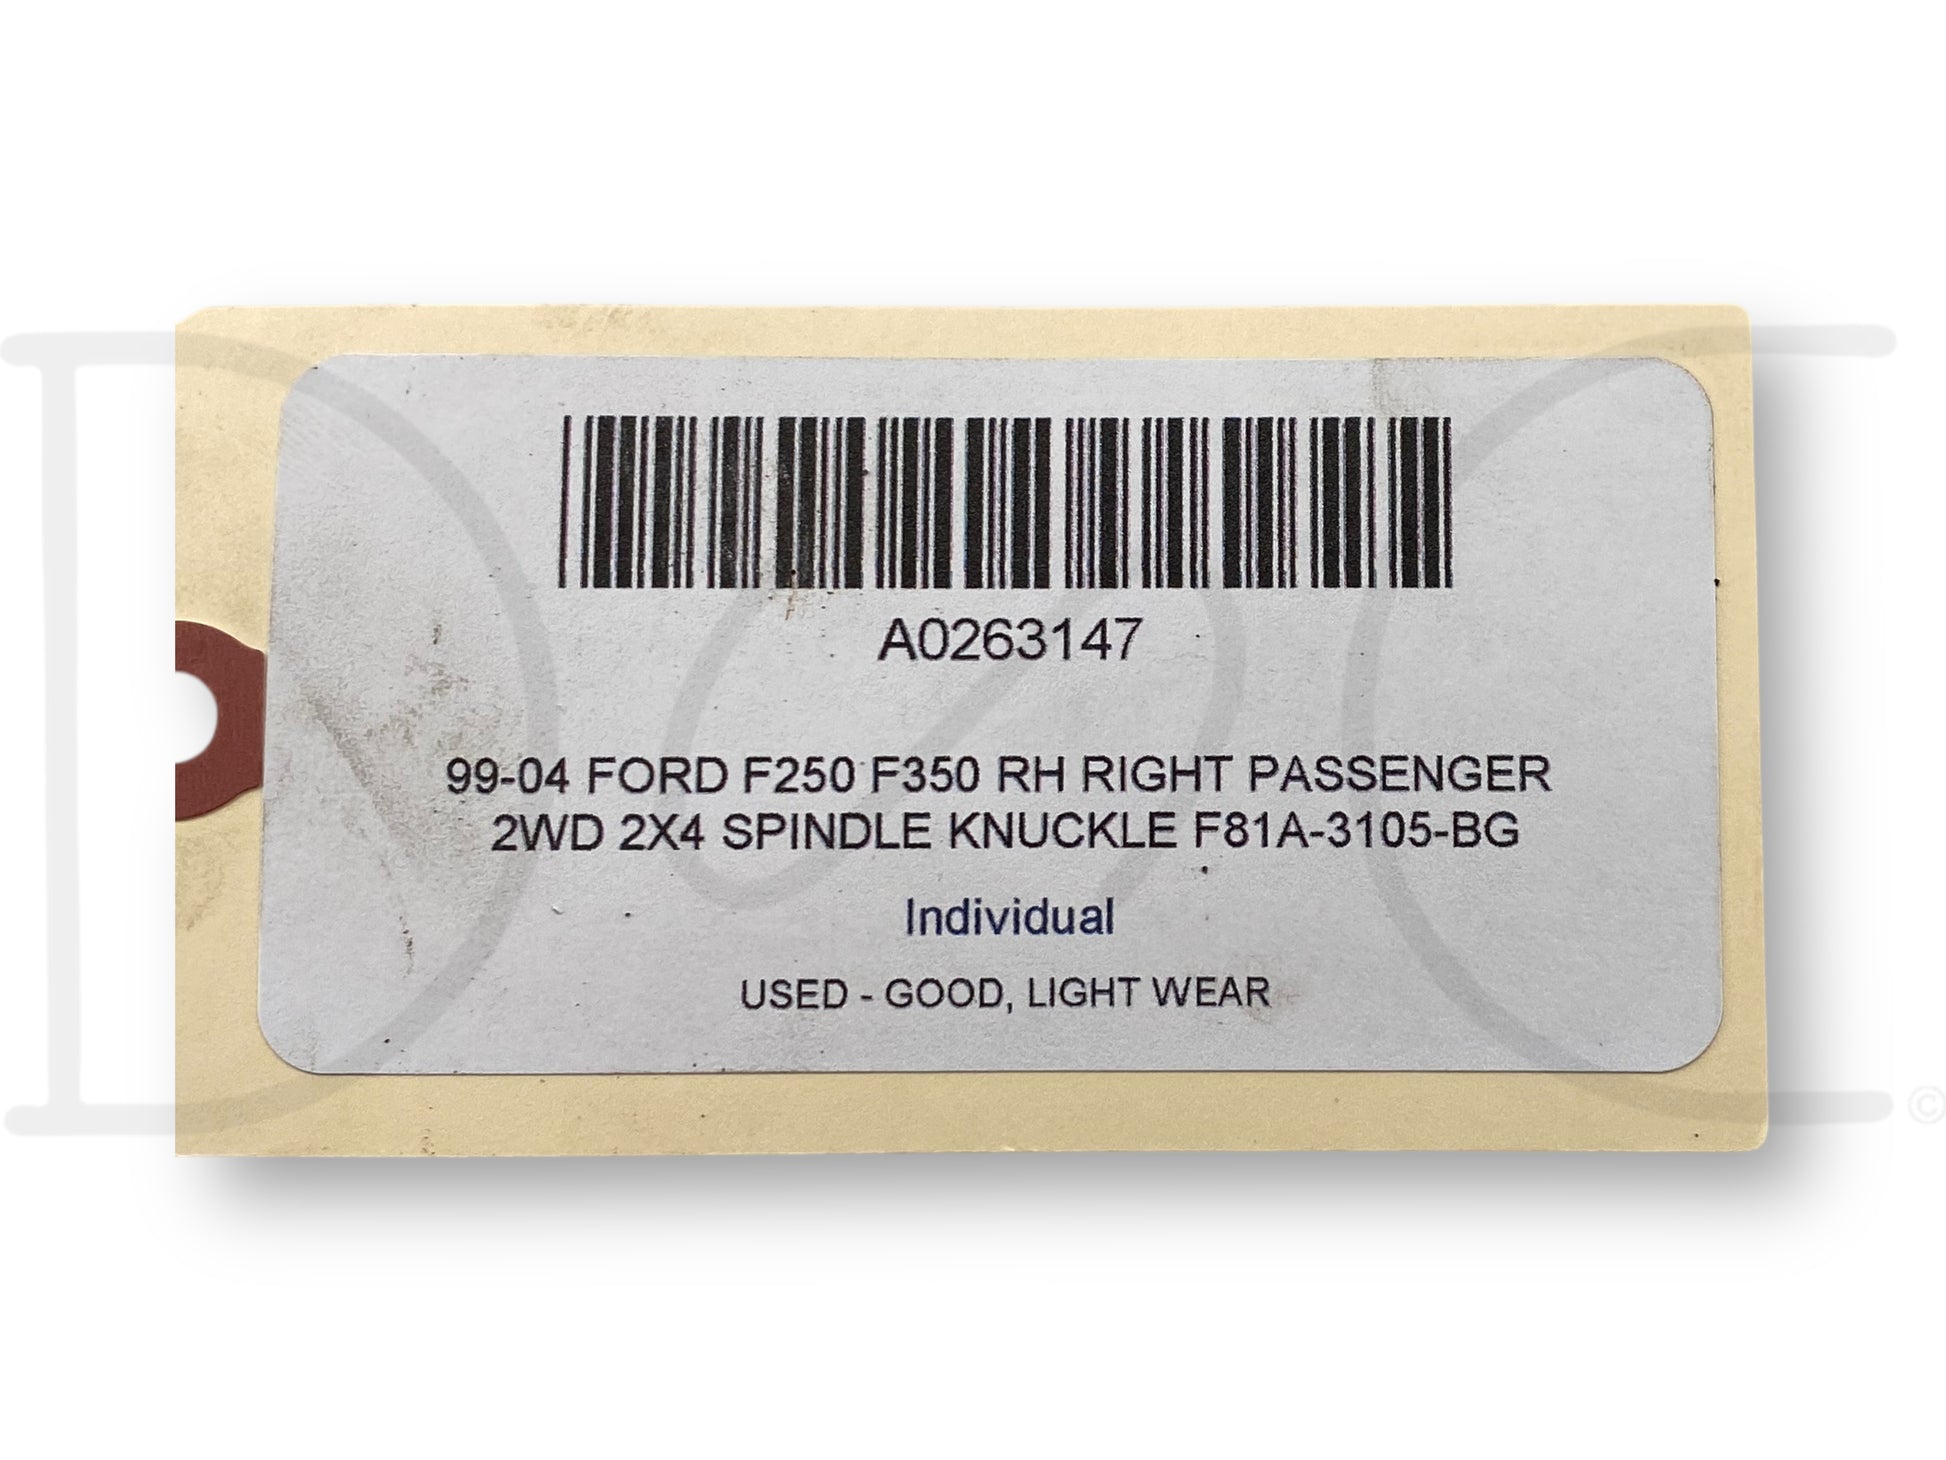 A0263147
99-04 FORD F250 F350 RH RIGHT PASSENGER
2WD 2X4 SPINDLE KNUCKLE F81A-3105-BG
Individual
USED - GOOD, LIGHT WEAR
©